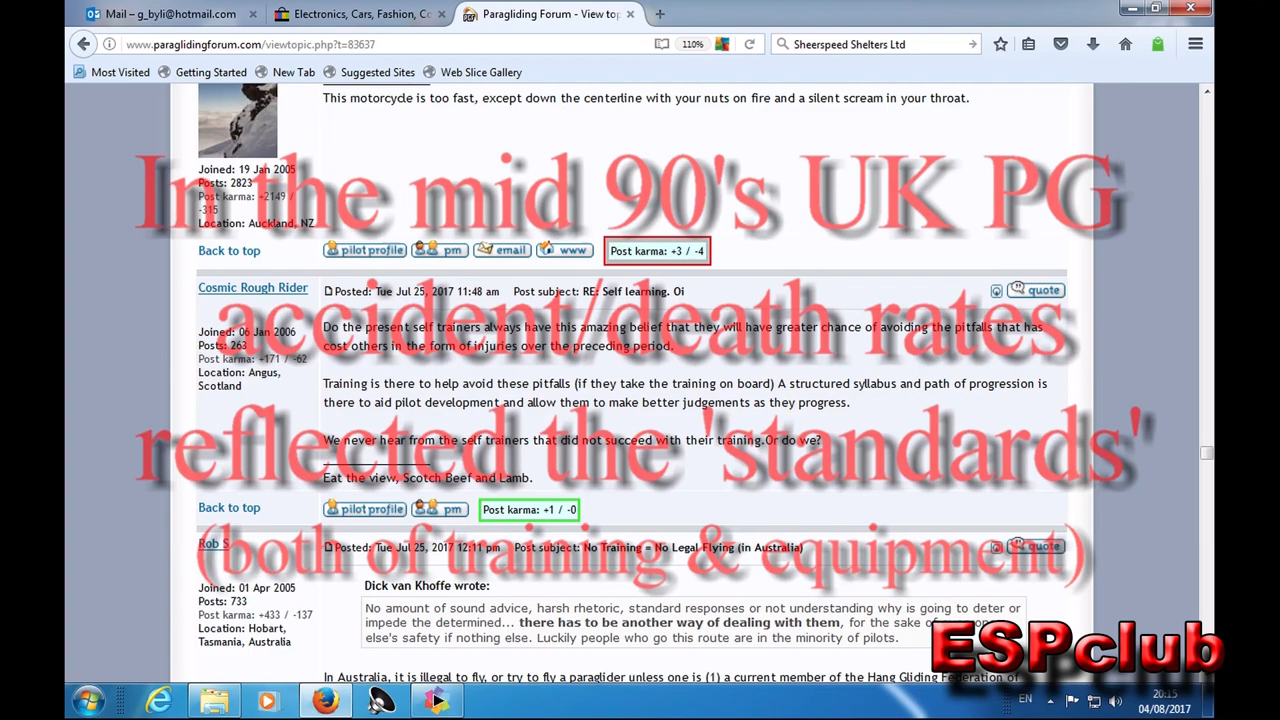 Mail – g_byli@hotmail.com
Electronics, Cars, Fashion, Co
Paragliding Forum - View top
www.paraglidingforum.com/viewtopic.php?t=83637
110%
Sheerspeed Shelters Ltd
Most Visited
Getting Started
New Tab
Suggested Sites
Web Slice Gallery
This motorcycle is too fast, except down the centerline with your nuts on fire and a silent scream in your throat.
In the mid 90's UK PG
accident/death rates
reflected the 'standards'
(both of training & equipment)
Joined: 19 Jan 2005
Posts: 2823
Post karma: +2149 /
-315
Location: Auckland, NZ
Back to top
pilot profile
pm
email
www
Post karma: +3 / -4
Cosmic Rough Rider
Posted: Tue Jul 25, 2017 11:48 am Post subject: RE: Self learning. Oi
quote
Joined: 06 Jan 2006
Posts: 263
Post karma: +171 / -62
Location: Angus,
Scotland
Do the present self trainers always have this amazing belief that they will have greater chance of avoiding the pitfalls that has
cost others in the form of injuries over the preceding period.
Training is there to help avoid these pitfalls (if they take the training on board) A structured syllabus and path of progression is
there to aid pilot development and allow them to make better judgements as they progress.
We never hear from the self trainers that did not succeed with their training.Or do we?
Eat the view, Scotch Beef and Lamb.
Back to top
pilot profile
pm
Post karma: +1 / -0
Rob S
Posted: Tue Jul 25, 2017 12:11 pm Post subject: No Training = No Legal Flying (in Australia)
quote
Joined: 01 Apr 2005
Posts: 733
Post karma: +433 / -137
Location: Hobart,
Tasmania, Australia
Dick van Khoffe wrote:
No amount of sound advice, harsh rhetoric, standard responses or not understanding why is going to deter or
impede the determined... there has to be another way of dealing with them, for the sake of
else's safety if nothing else. Luckily people who go this route are in the minority of pilots.
In Australia, it is illegal to fly, or try to fly a paraglider unless one is (1) a current member of the Hang Gliding Federation of
ESPclub
EN
20:15
04/08/2017